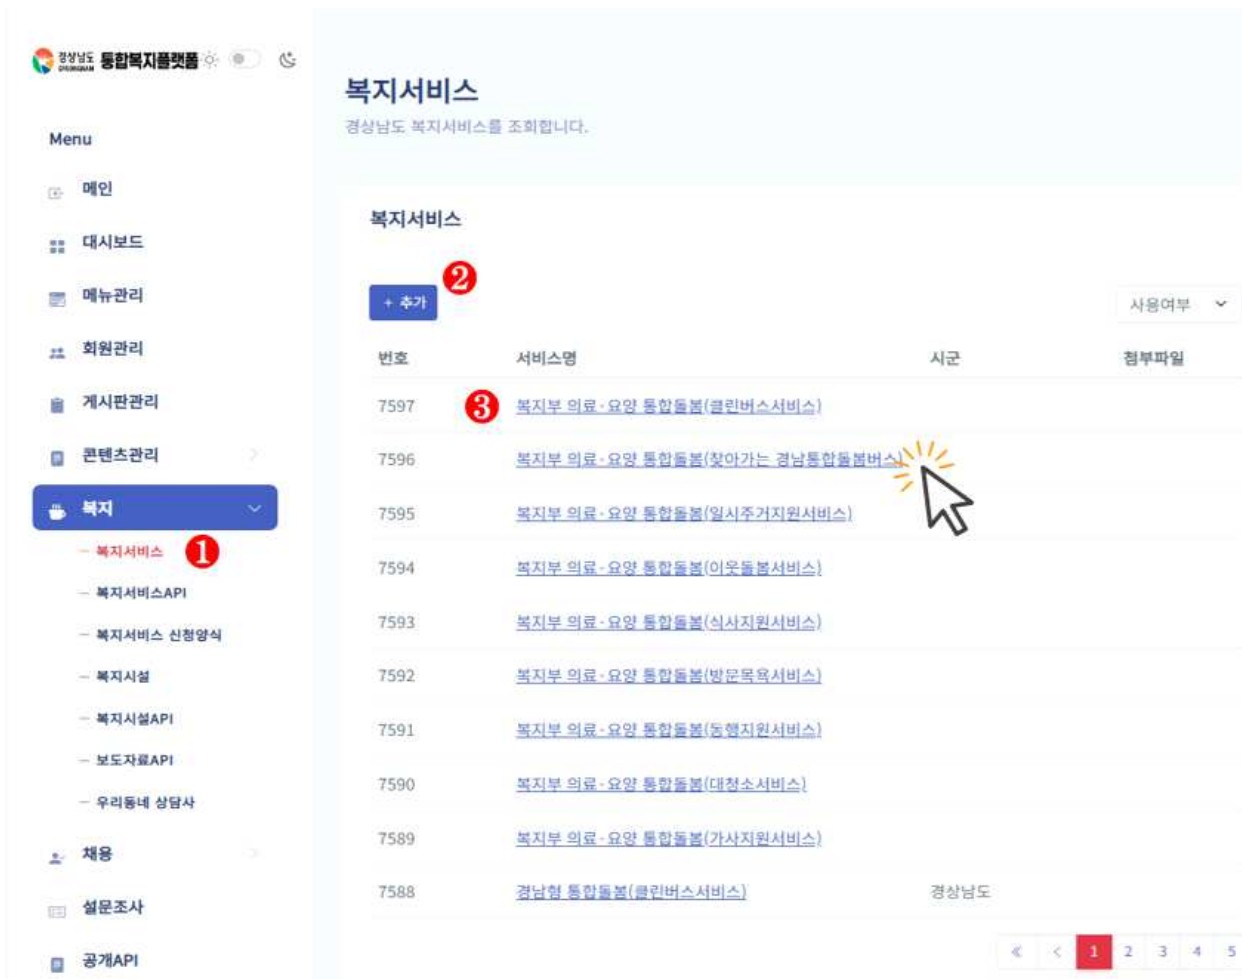 경상남도 통합복지플랫폼
Menu
메인
대시보드
메뉴관리
회원관리
게시판관리
콘텐츠관리
복지
복지서비스 1
복지서비스API
복지서비스 신청양식
복지시설
복지시설API
보도자료API
우리동네 상담사
채용
설문조사
공개API
복지서비스
경상남도 복지서비스를 조회합니다.
복지서비스
2
+ 추가 사용여부
번호 서비스명 시군 첨부파일
7597 3 복지부 의료·요양 통합돌봄(클린버스서비스)
7596 복지부 의료·요양 통합돌봄(찾아가는 경남통합돌봄버스)
7595 복지부 의료·요양 통합돌봄(일시주거지원서비스)
7594 복지부 의료·요양 통합돌봄(이웃돌봄서비스)
7593 복지부 의료·요양 통합돌봄(식사지원서비스)
7592 복지부 의료·요양 통합돌봄(방문목욕서비스)
7591 복지부 의료·요양 통합돌봄(동행지원서비스)
7590 복지부 의료·요양 통합돌봄(대청소서비스)
7589 복지부 의료·요양 통합돌봄(가사지원서비스)
7588 경남형 통합돌봄(클린버스서비스) 경상남도
« < 1 2 3 4 5